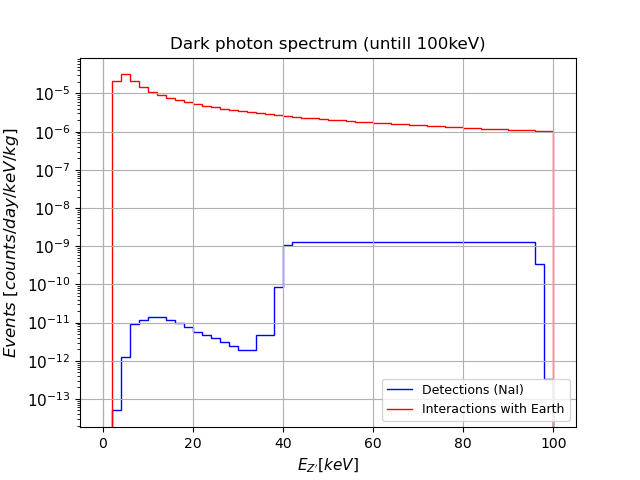 Dark photon spectrum (untill 100keV)
Events [counts/day/keV/kg]
10⁻⁵
10⁻⁶
10⁻⁷
10⁻⁸
10⁻⁹
10⁻¹⁰
10⁻¹¹
10⁻¹²
10⁻¹³
Detections (NaI)
Interactions with Earth
0 20 40 60 80 100
E_Z′[keV]